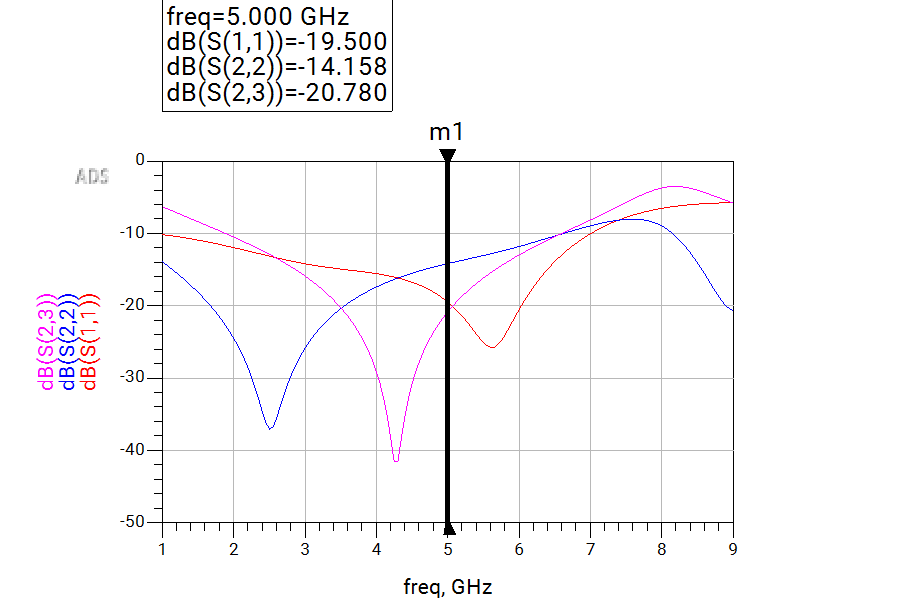 freq=5.000 GHz
dB(S(1,1))=-19.500
dB(S(2,2))=-14.158
dB(S(2,3))=-20.780
m1
ADS
0
-10
-20
-30
-40
-50
dB(S(2,3))
dB(S(2,2))
dB(S(1,1))
1 2 3 4 5 6 7 8 9
freq, GHz